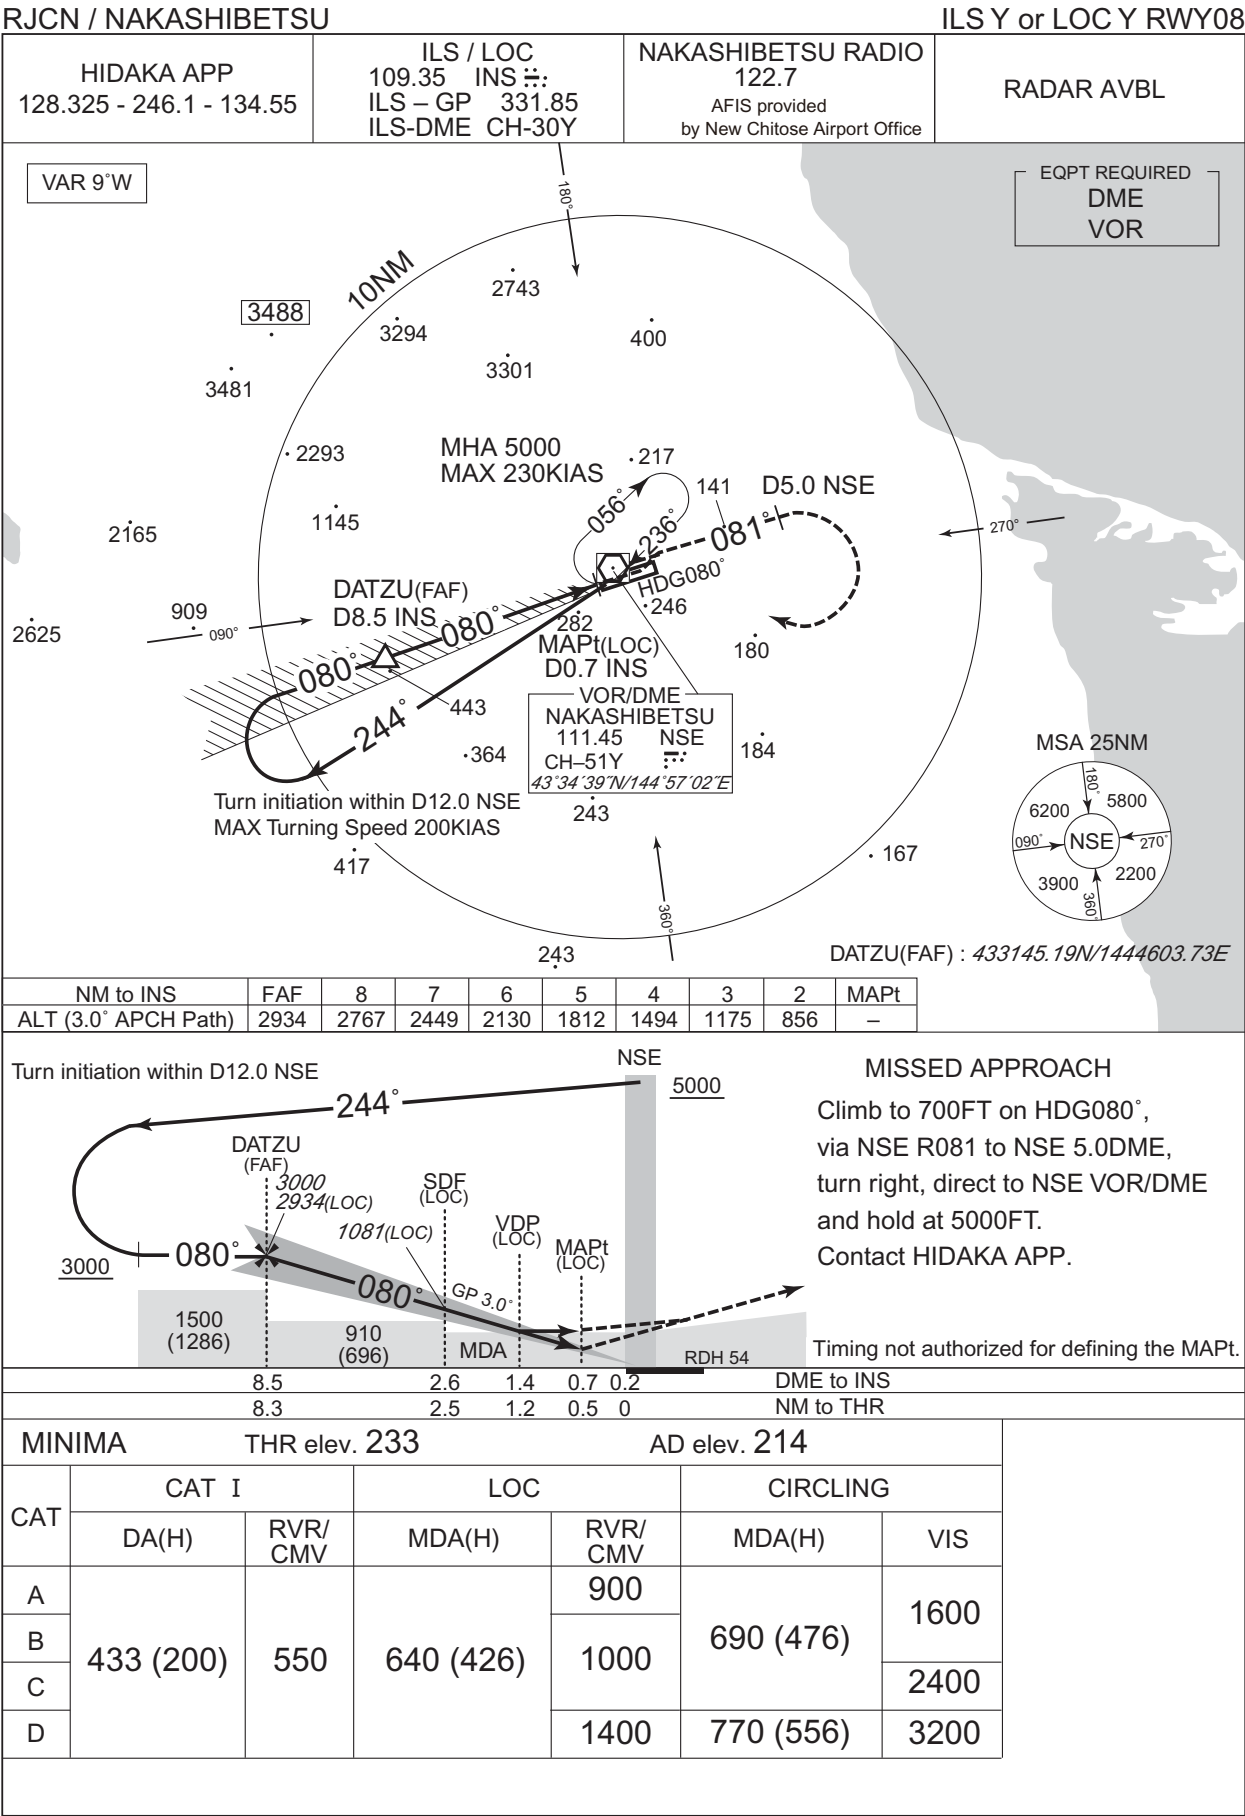 RJCN / NAKASHIBETSU
ILS Y or LOC Y RWY08
HIDAKA APP
128.325 - 246.1 - 134.55
ILS / LOC
109.35 INS
ILS – GP 331.85
ILS-DME CH-30Y
NAKASHIBETSU RADIO
122.7
AFIS provided
by New Chitose Airport Office
RADAR AVBL
VAR 9°W
EQPT REQUIRED
DME
VOR
180°
10NM
2743
3488
3294
400
3301
3481
MHA 5000
MAX 230KIAS
2293
217
141
D5.0 NSE
056°
236°
081°
270°
1145
2165
HDG080°
DATZU(FAF)
D8.5 INS
909
090°
2625
080°
282
246
180
MAPt(LOC)
D0.7 INS
080°
443
244°
364
VOR/DME
NAKASHIBETSU
111.45 NSE
CH–51Y
43°34´39˝N/144°57´02˝E
184
243
Turn initiation within D12.0 NSE
MAX Turning Speed 200KIAS
417
167
360°
243
MSA 25NM
180°
6200
5800
090°
NSE
270°
3900
2200
360°
DATZU(FAF) : 433145.19N/1444603.73E
NM to INS FAF 8 7 6 5 4 3 2 MAPt
ALT (3.0° APCH Path) 2934 2767 2449 2130 1812 1494 1175 856 –
Turn initiation within D12.0 NSE
NSE
5000
244°
DATZU
(FAF)
3000
2934(LOC)
SDF
(LOC)
1081(LOC)
VDP
(LOC)
MAPt
(LOC)
3000
080°
080°
GP 3.0°
1500
(1286)
910
(696)
MDA
RDH 54
MISSED APPROACH
Climb to 700FT on HDG080°,
via NSE R081 to NSE 5.0DME,
turn right, direct to NSE VOR/DME
and hold at 5000FT.
Contact HIDAKA APP.
Timing not authorized for defining the MAPt.
8.5 2.6 1.4 0.7 0.2 DME to INS
8.3 2.5 1.2 0.5 0 NM to THR
MINIMA THR elev. 233 AD elev. 214
CAT CAT I LOC CIRCLING
DA(H) RVR/CMV MDA(H) RVR/CMV MDA(H) VIS
A 433 (200) 550 640 (426) 900 690 (476) 1600
B 1000
C 2400
D 1400 770 (556) 3200